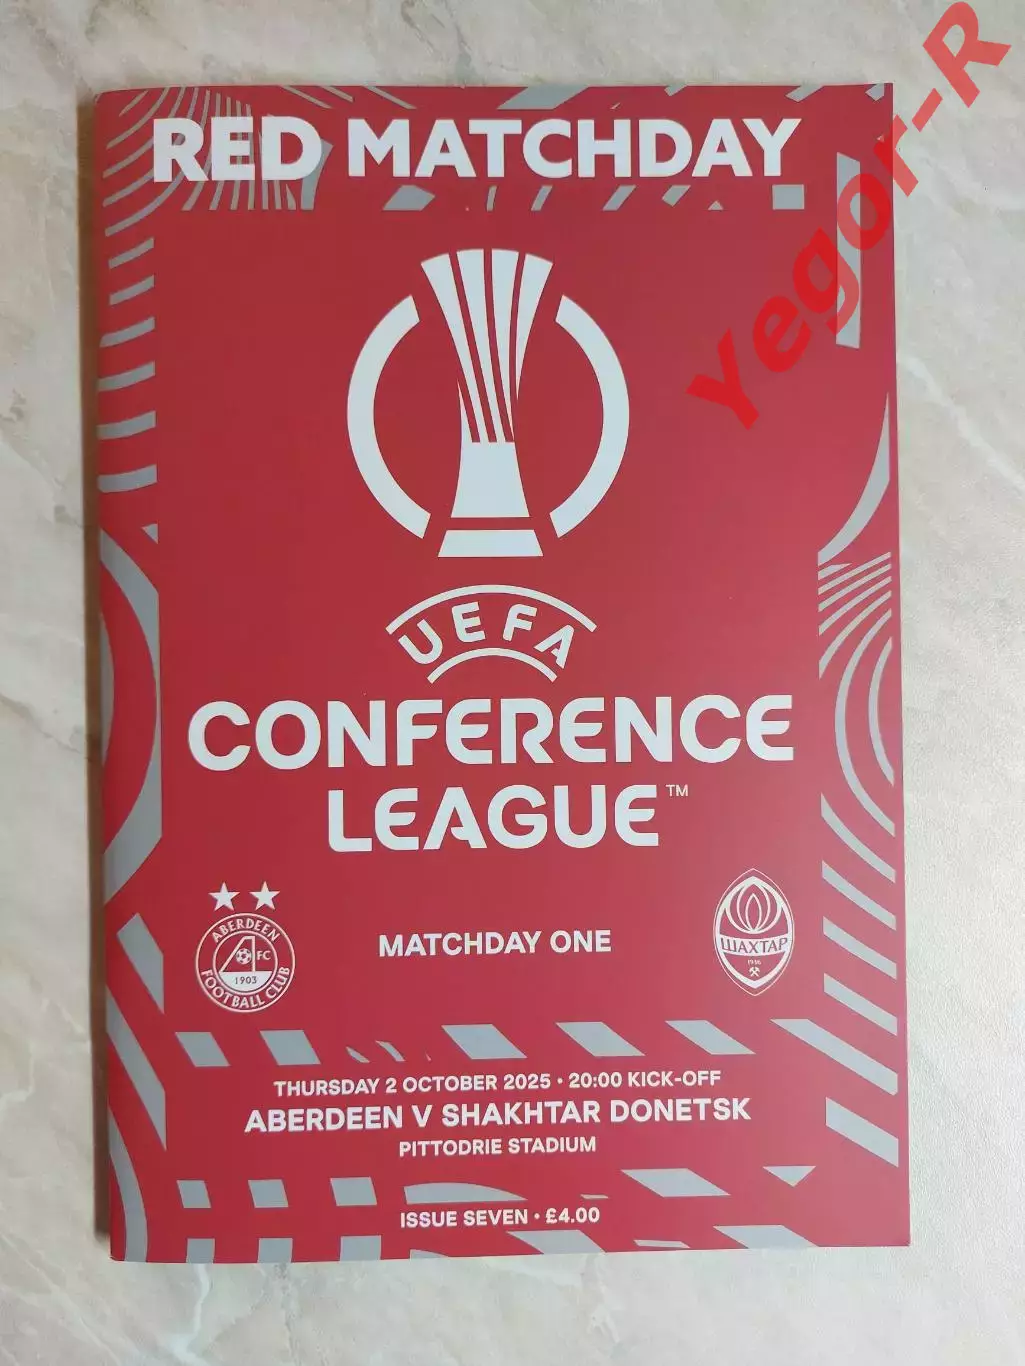 RED MATCHDAY
Yegor-R
UEFA
CONFERENCE
LEAGUE™
ABERDEEN
FC
1903
FOOTBALL CLUB
MATCHDAY ONE
ШАХТАР
1936
THURSDAY 2 OCTOBER 2025 · 20:00 KICK-OFF
ABERDEEN V SHAKHTAR DONETSK
PITTODRIE STADIUM
ISSUE SEVEN · £4.00